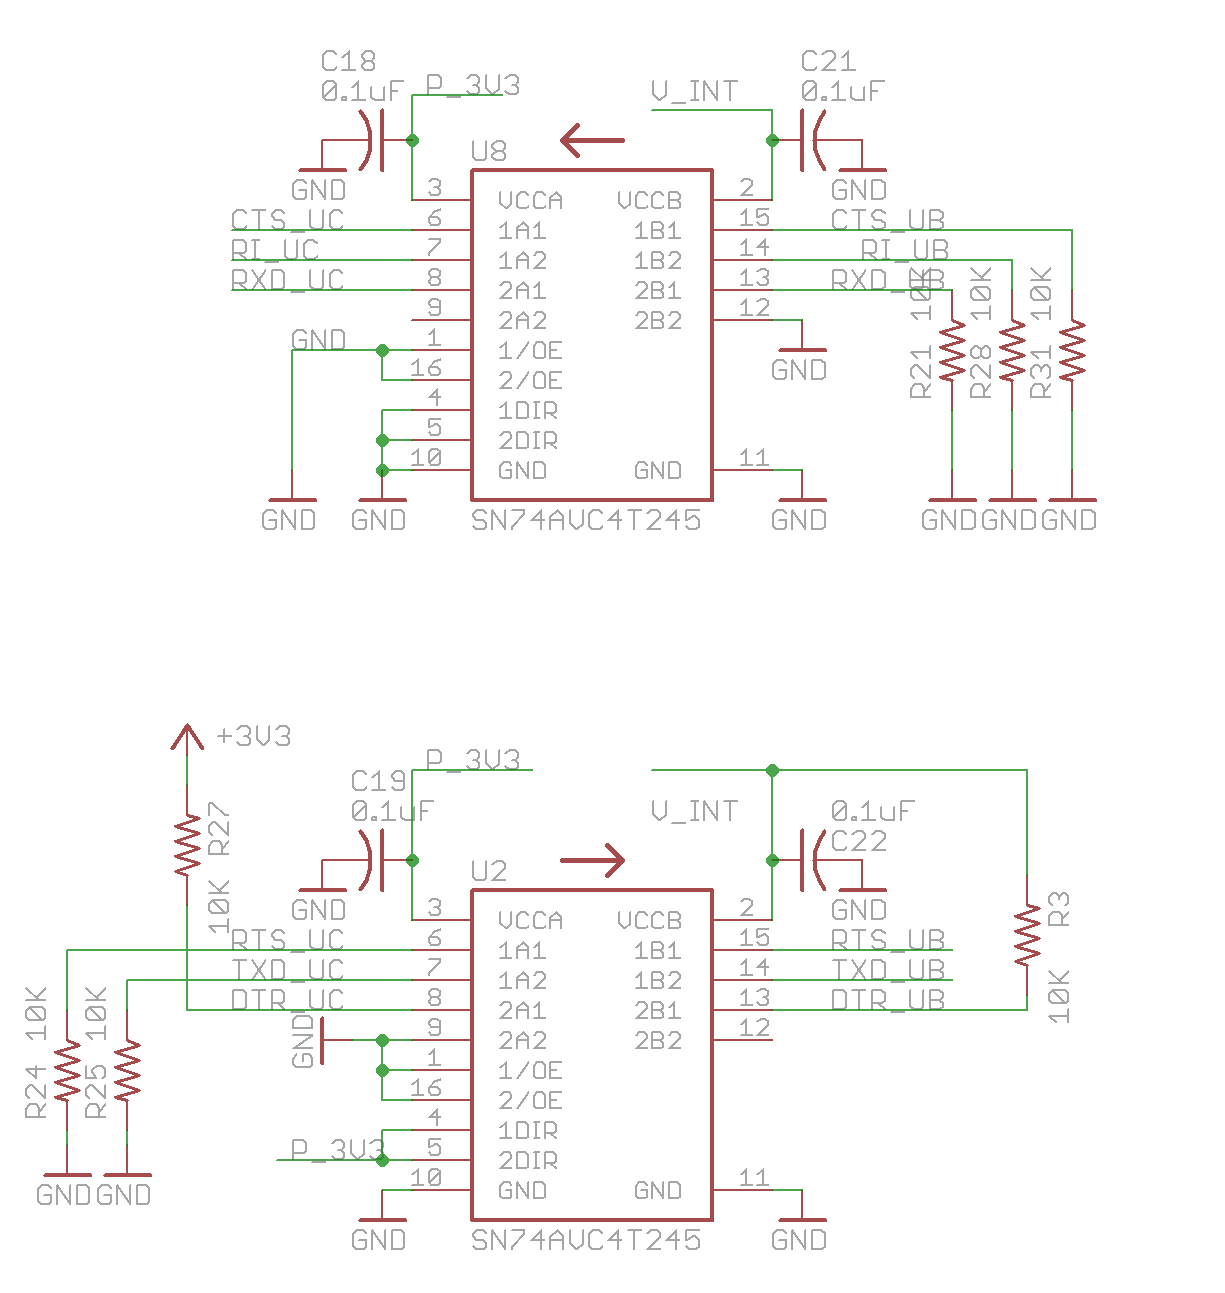 C18
0.1uF
P_3V3
V_INT
C21
0.1uF
U8
GND
GND
3 VCCA VCCB 2
CTS_UC 6 1A1 1B1 15 CTS_UB
RI_UC 7 1A2 1B2 14 RI_UB
RXD_UC 8 2A1 2B1 13 RXD_UB
9 2A2 2B2 12
GND 1 1/OE
GND
16 2/OE
4 1DIR
5 2DIR
10 GND GND 11
R21 10K
R28 10K
R31 10K
GND GND
SN74AVC4T245
GND
GND GND GND
+3V3
R27
10K
P_3V3
C19
0.1uF
V_INT
0.1uF
C22
U2
GND
GND
R3
10K
3 VCCA VCCB 2
RTS_UC 6 1A1 1B1 15 RTS_UB
TXD_UC 7 1A2 1B2 14 TXD_UB
DTR_UC 8 2A1 2B1 13 DTR_UB
GND 9 2A2 2B2 12
1 1/OE
16 2/OE
4 1DIR
P_3V3 5 2DIR
10 GND GND 11
R24 10K
R25 10K
GND GND
GND
SN74AVC4T245
GND